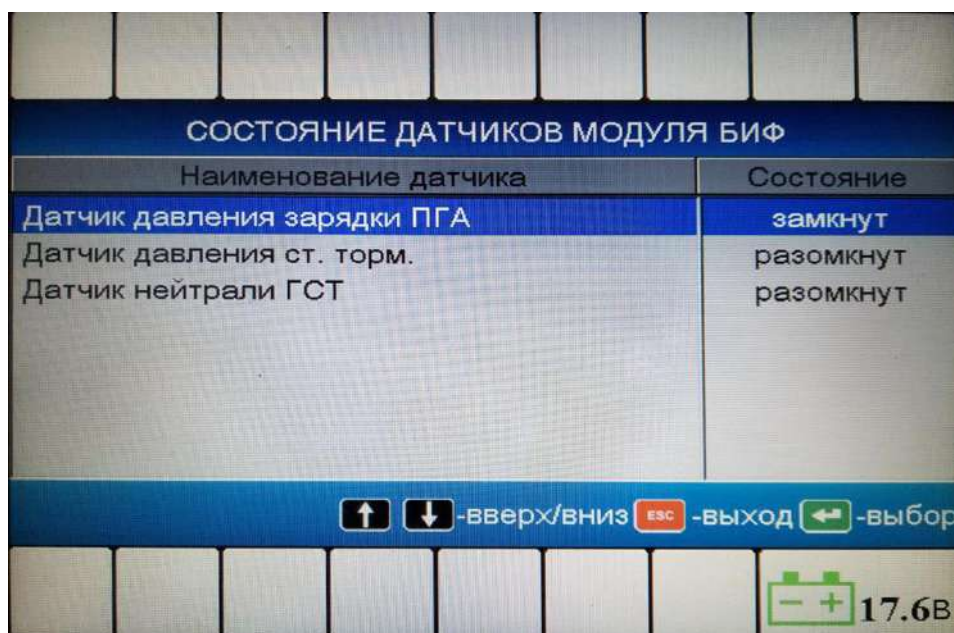 СОСТОЯНИЕ ДАТЧИКОВ МОДУЛЯ БИФ
Наименование датчика Состояние
Датчик давления зарядки ПГА замкнут
Датчик давления ст. торм. разомкнут
Датчик нейтрали ГСТ разомкнут
-вверх/вниз ESC -выход -выбор
17.6В